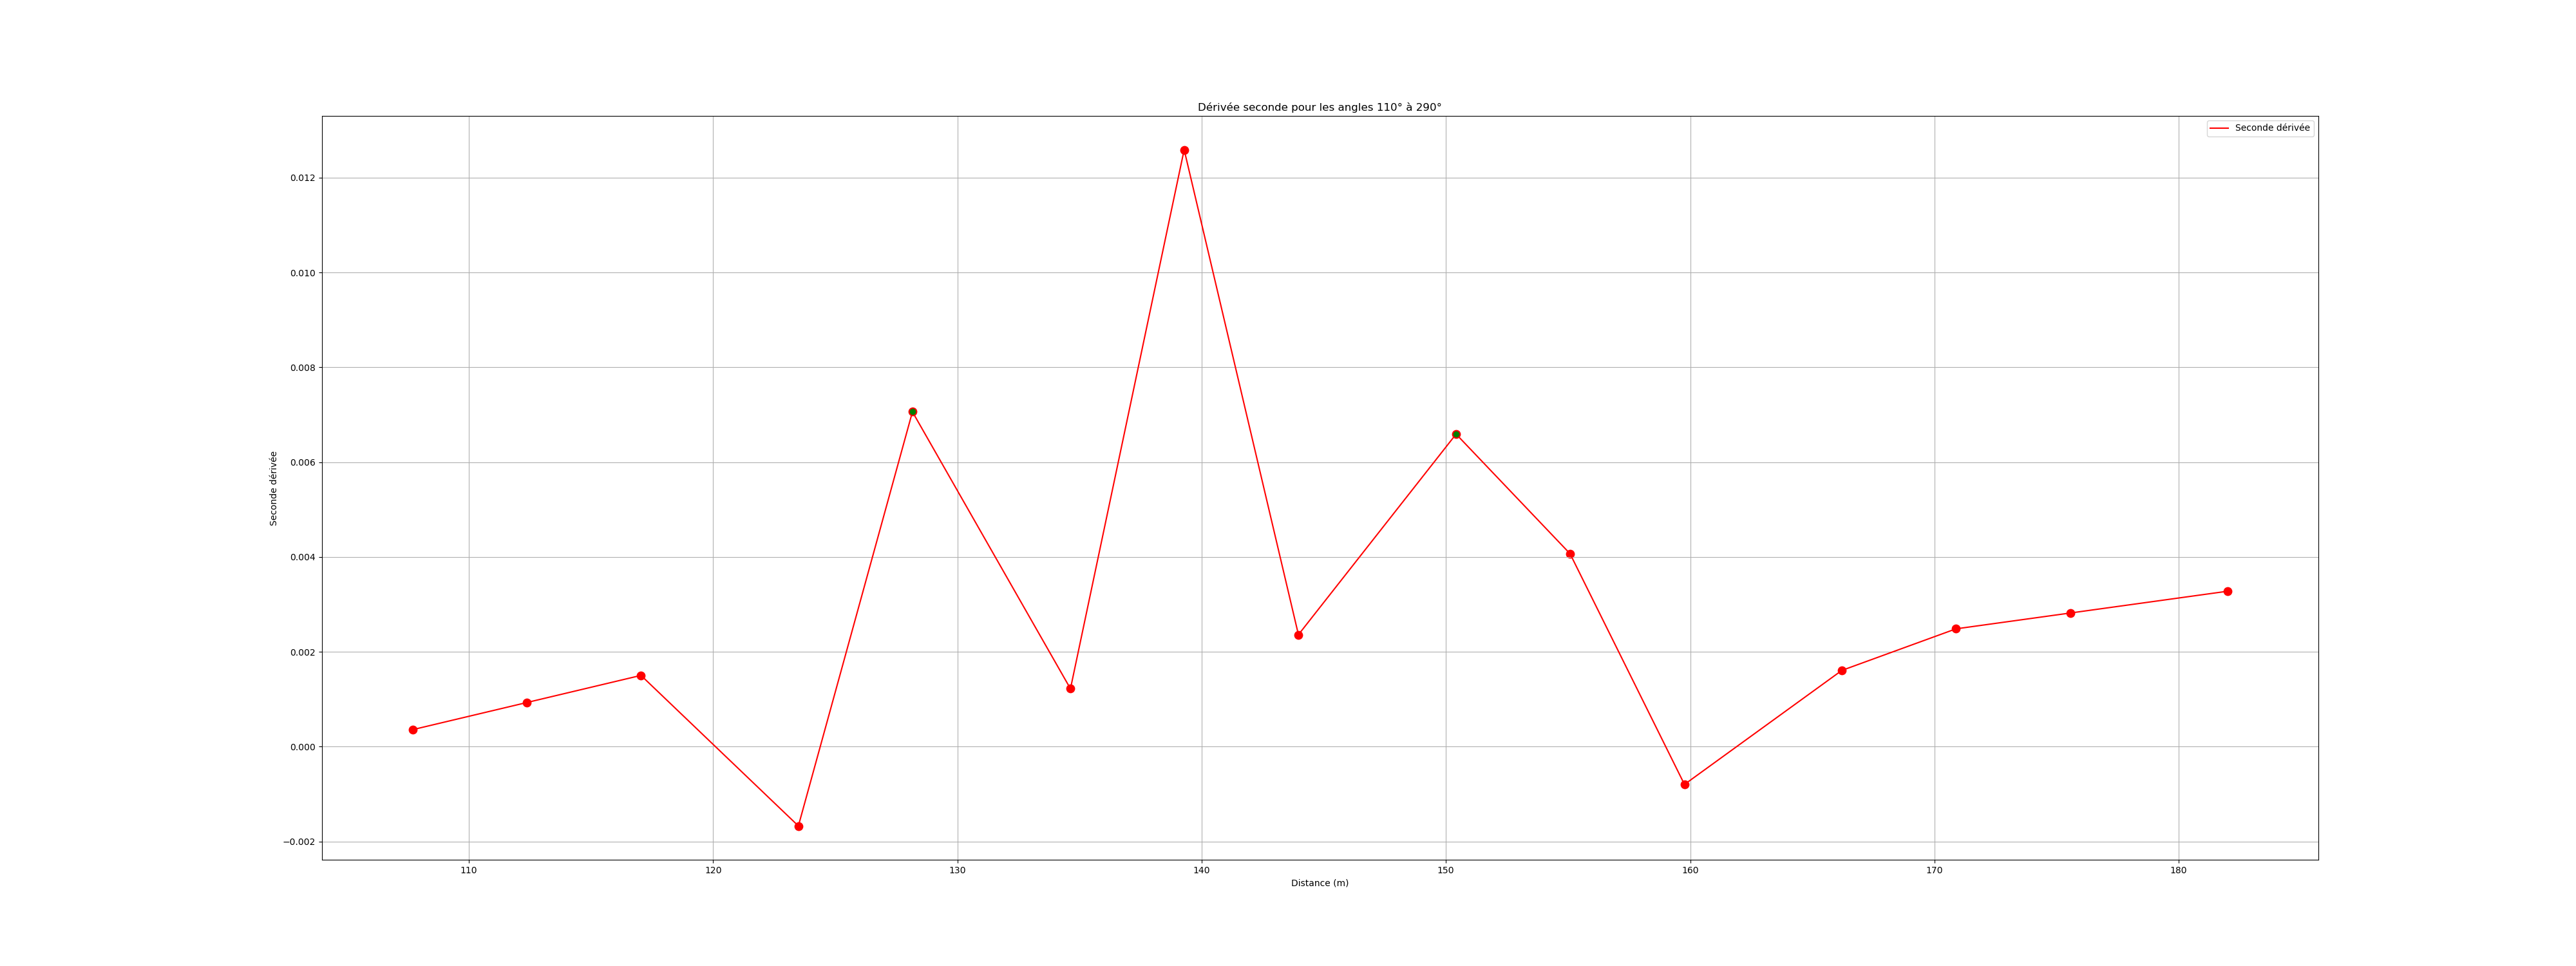 Dérivée seconde pour les angles 110° à 290°
Seconde dérivée
0.012
0.010
0.008
0.006
0.004
0.002
0.000
−0.002
Seconde dérivée
110 120 130 140 150 160 170 180
Distance (m)